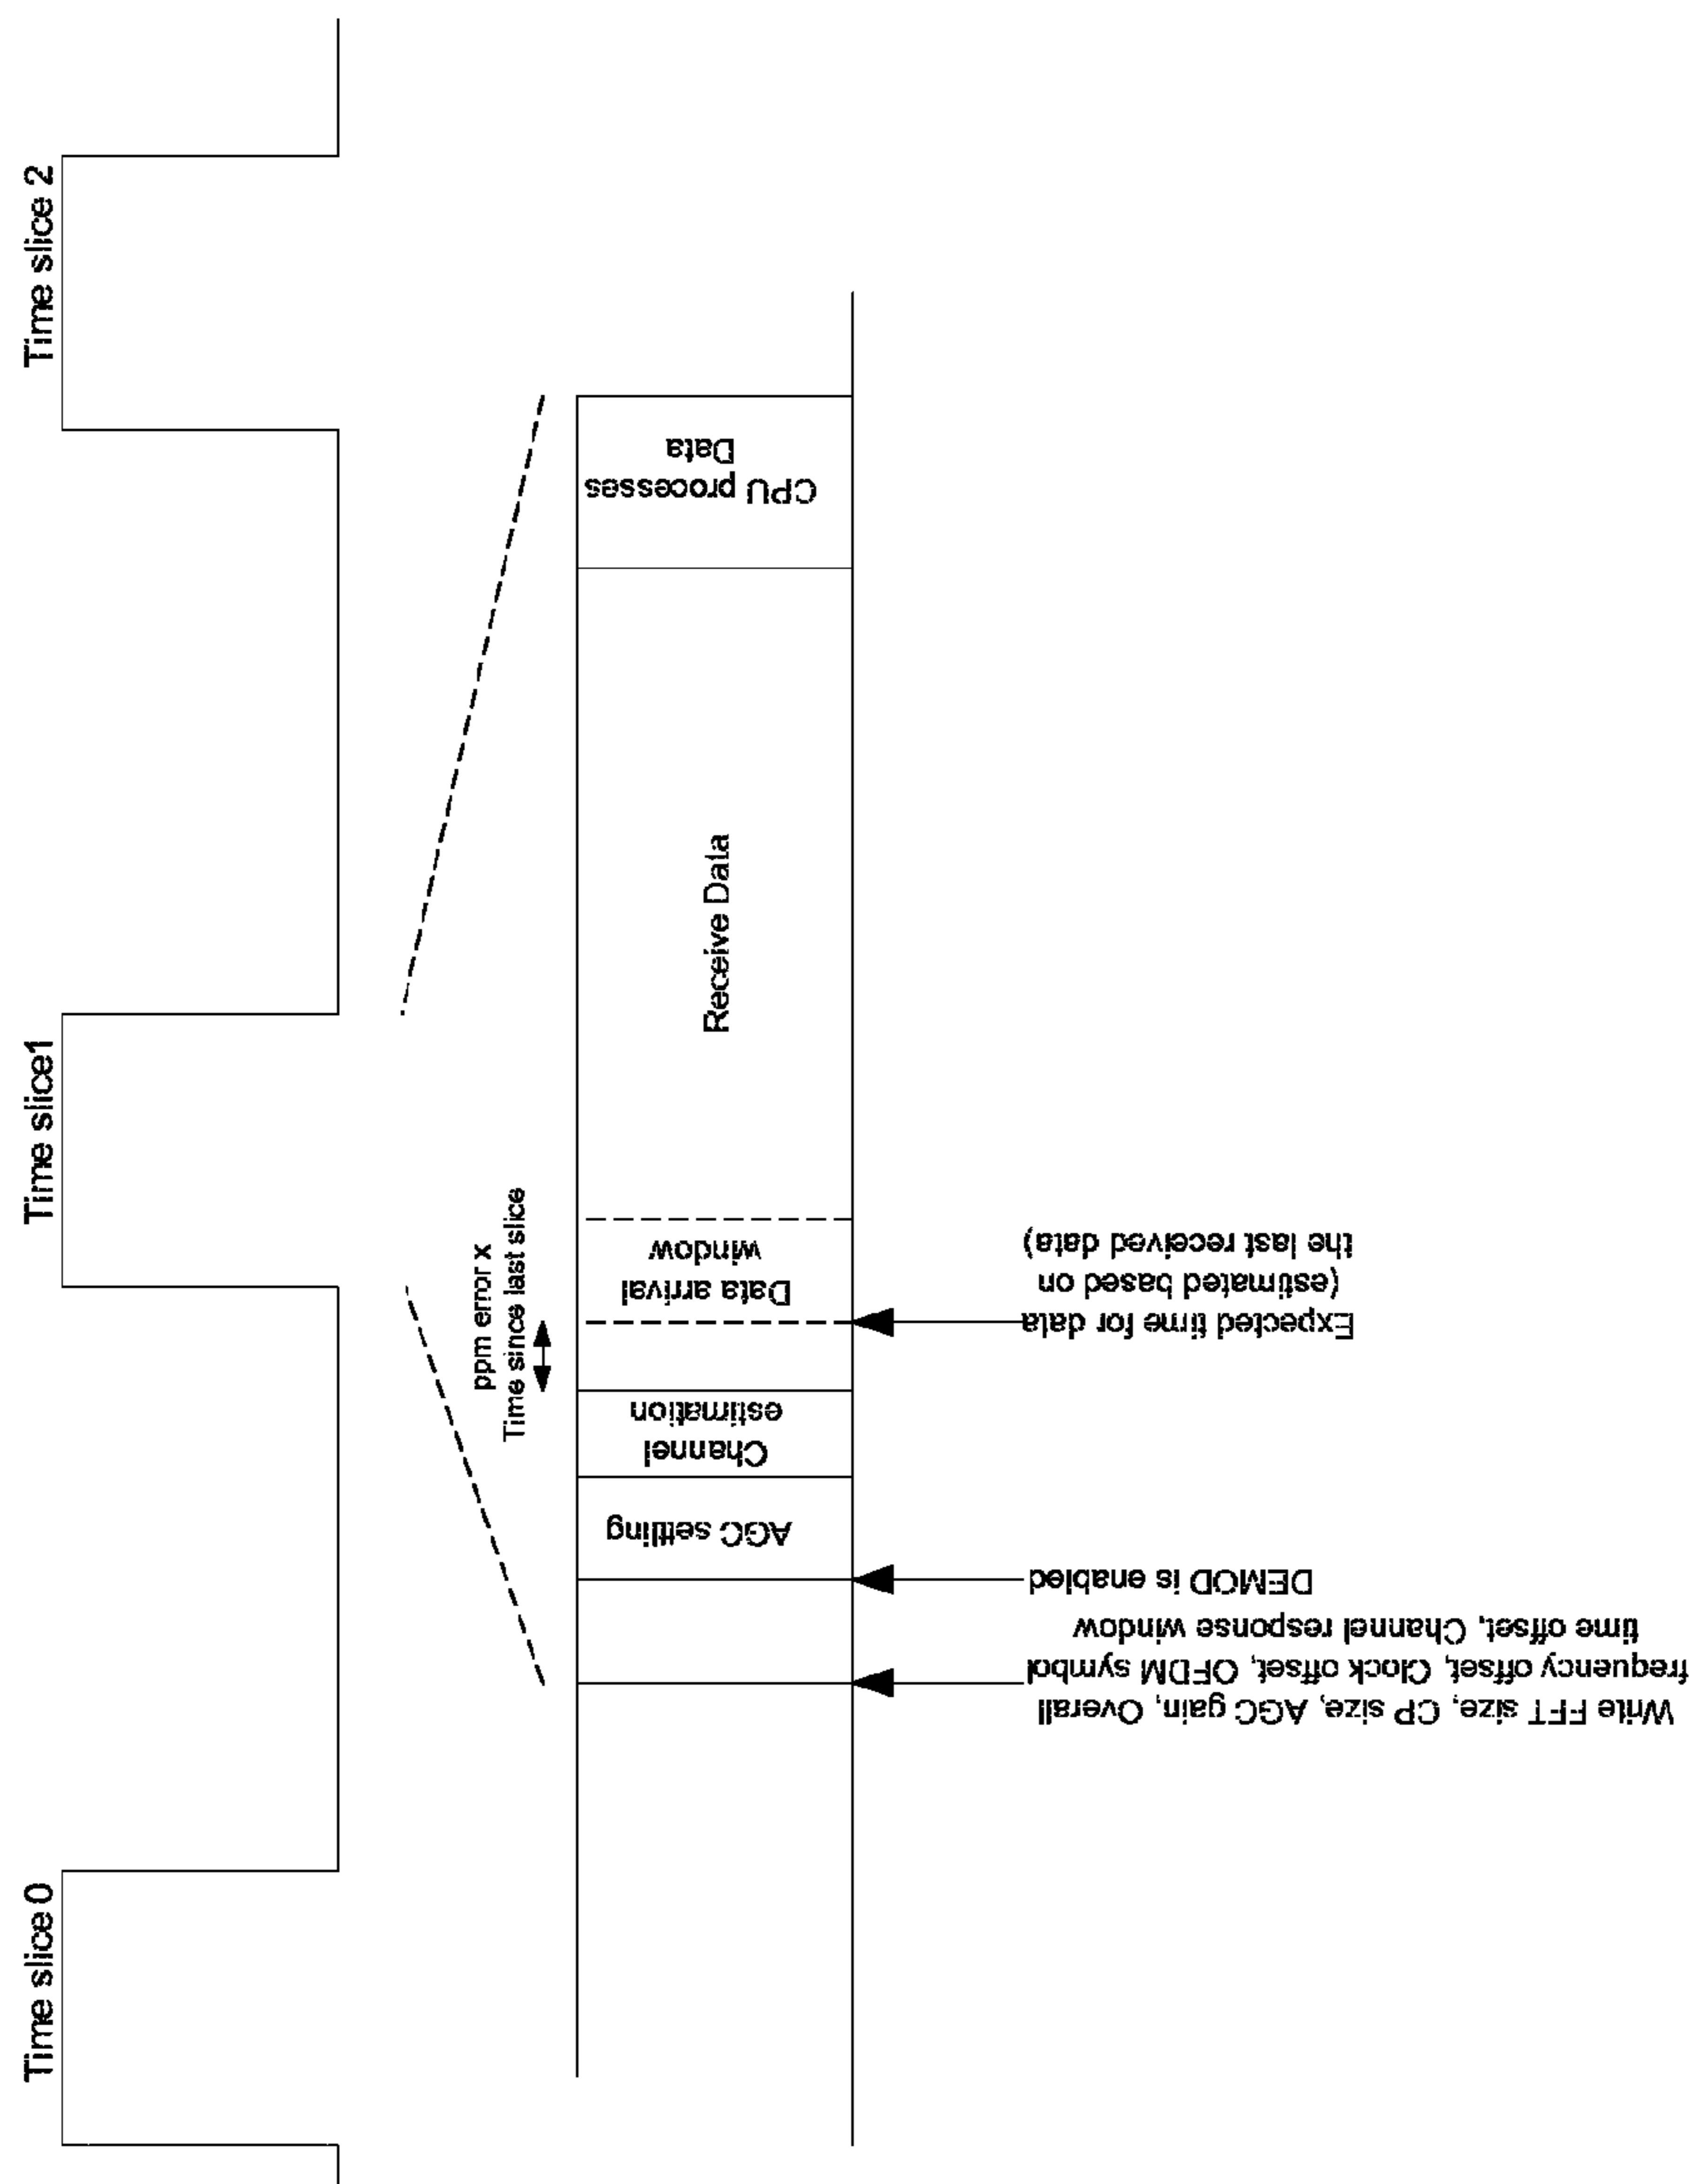 Time slice 0
Time slice1
Time slice 2
ppm error x
Time since last slice
AGC settling
Channel
estimation
Data arrival
window
Receive Data
CPU processes
Data
Write FFT size, CP size, AGC gain, Overall
frequency offset, Clock offset, OFDM symbol
time offset, Channel response window
DEMOD is enabled
Expected time for data
(estimated based on
the last received data)